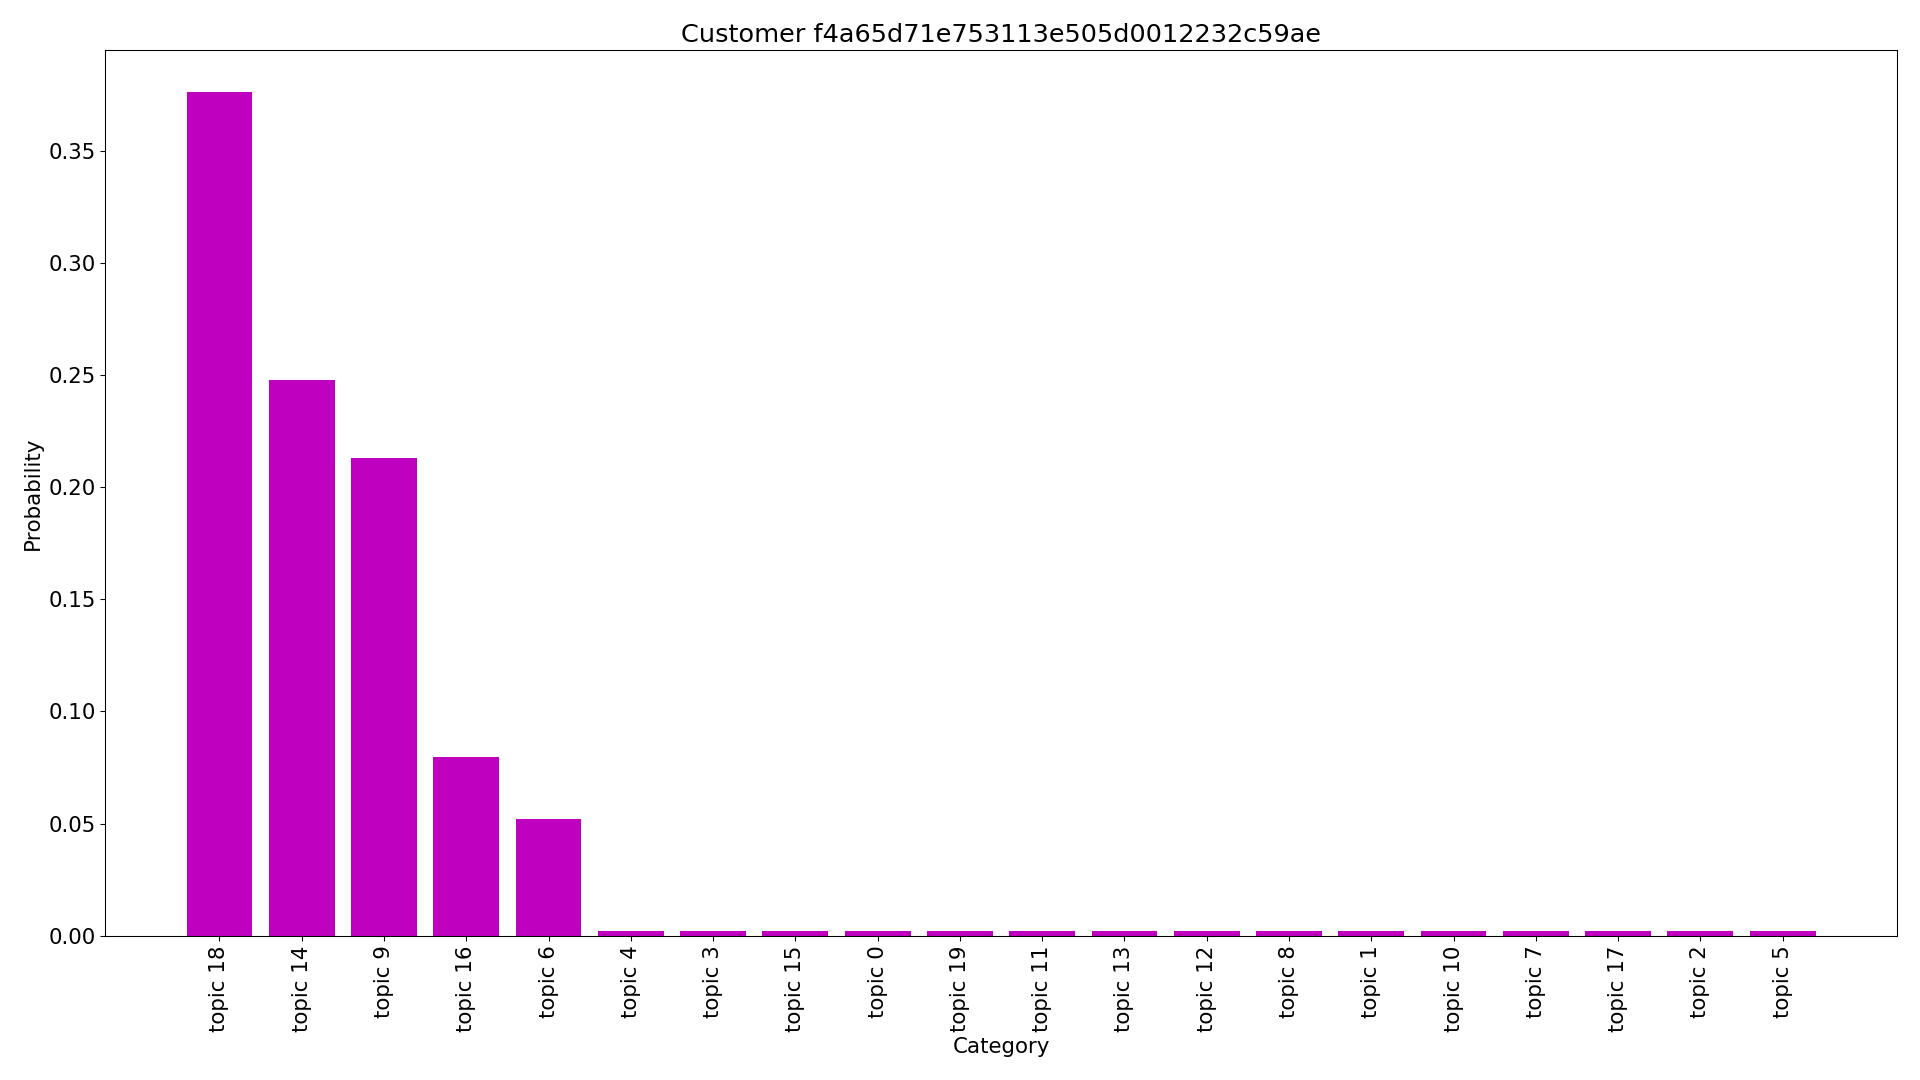 Customer f4a65d71e753113e505d0012232c59ae
Probability
0.35
0.30
0.25
0.20
0.15
0.10
0.05
0.00
topic 18
topic 14
topic 9
topic 16
topic 6
topic 4
topic 3
topic 15
topic 0
topic 19
topic 11
topic 13
topic 12
topic 8
topic 1
topic 10
topic 7
topic 17
topic 2
topic 5
Category